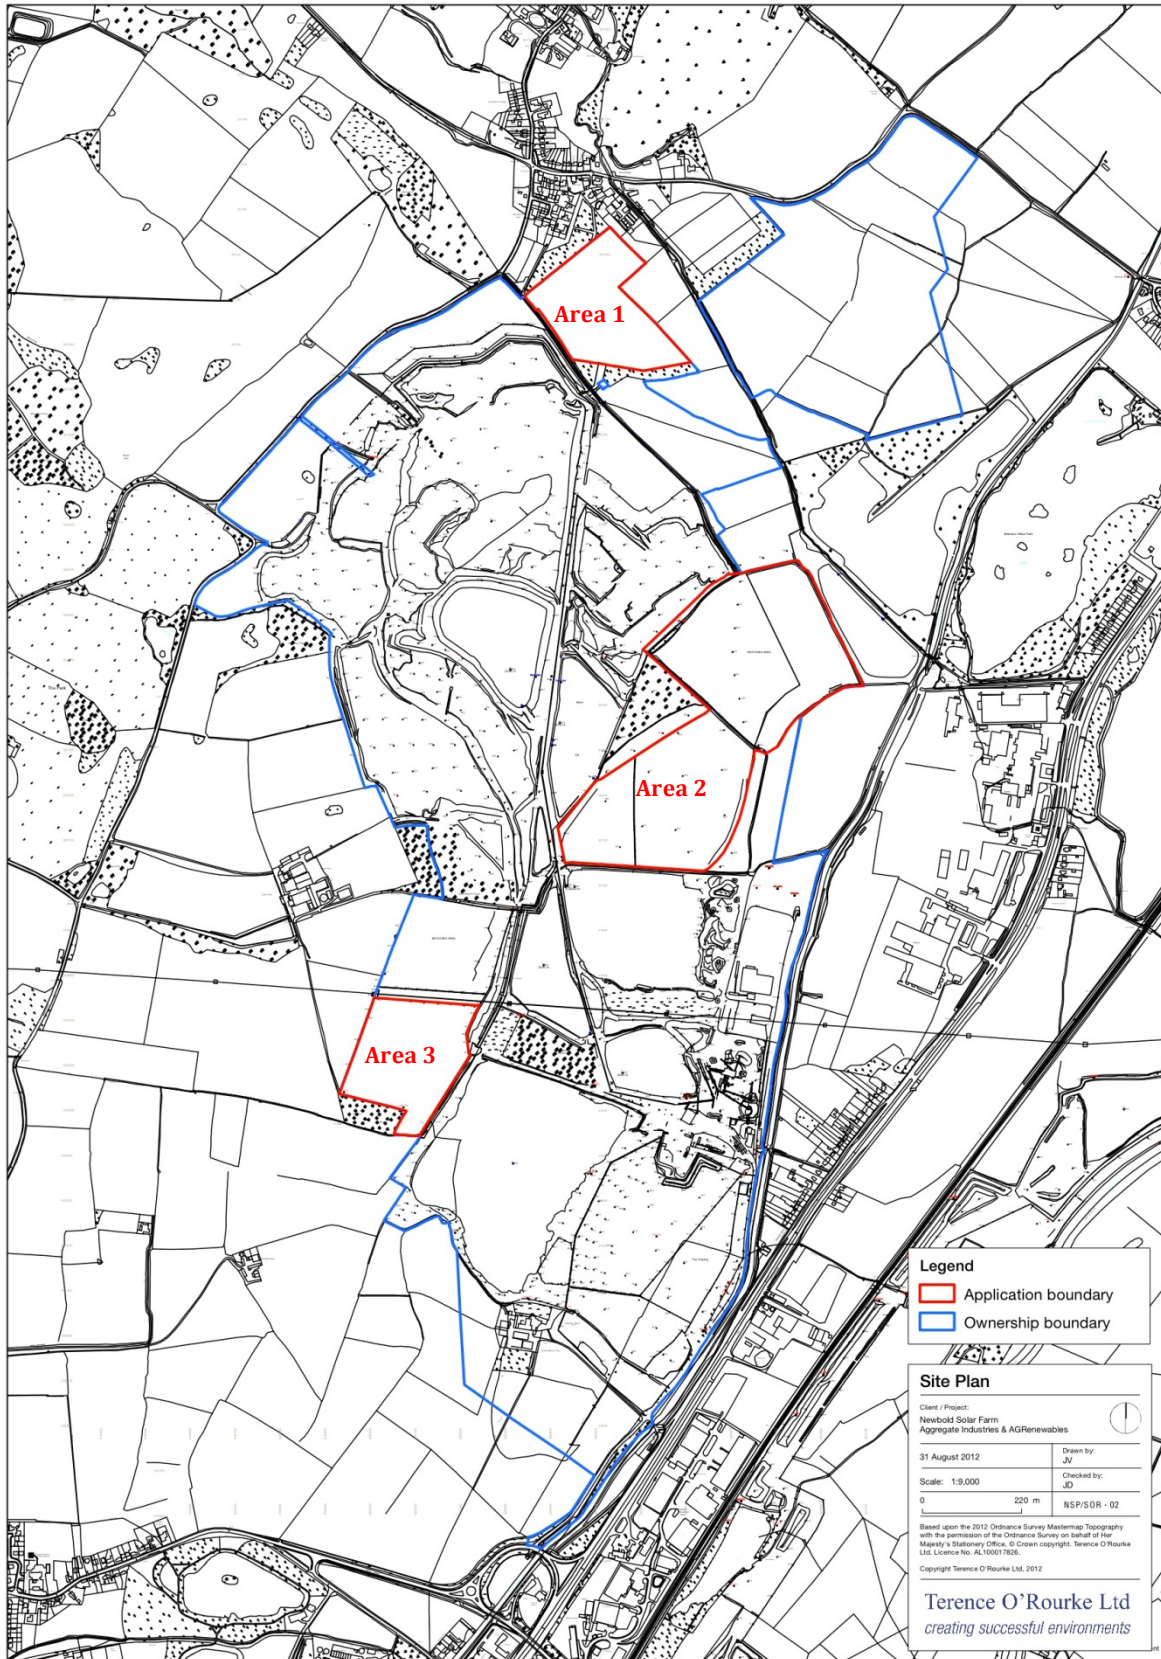 Area 1
Area 2
Area 3
Legend
Application boundary
Ownership boundary
Site Plan
Client / Project:
Newbold Solar Farm
Aggregate Industries & AGRenewables
31 August 2012
Drawn by:
JV
Scale: 1:9,000
Checked by:
JD
0 220 m
NSP/SOR - 02
Based upon the 2012 Ordnance Survey Mastermap Topography
with the permission of the Ordnance Survey on behalf of Her
Majesty's Stationery Office, © Crown copyright. Terence O'Rourke
Ltd. Licence No. AL100017826.
Copyright Terence O'Rourke Ltd, 2012
Terence O'Rourke Ltd
creating successful environments